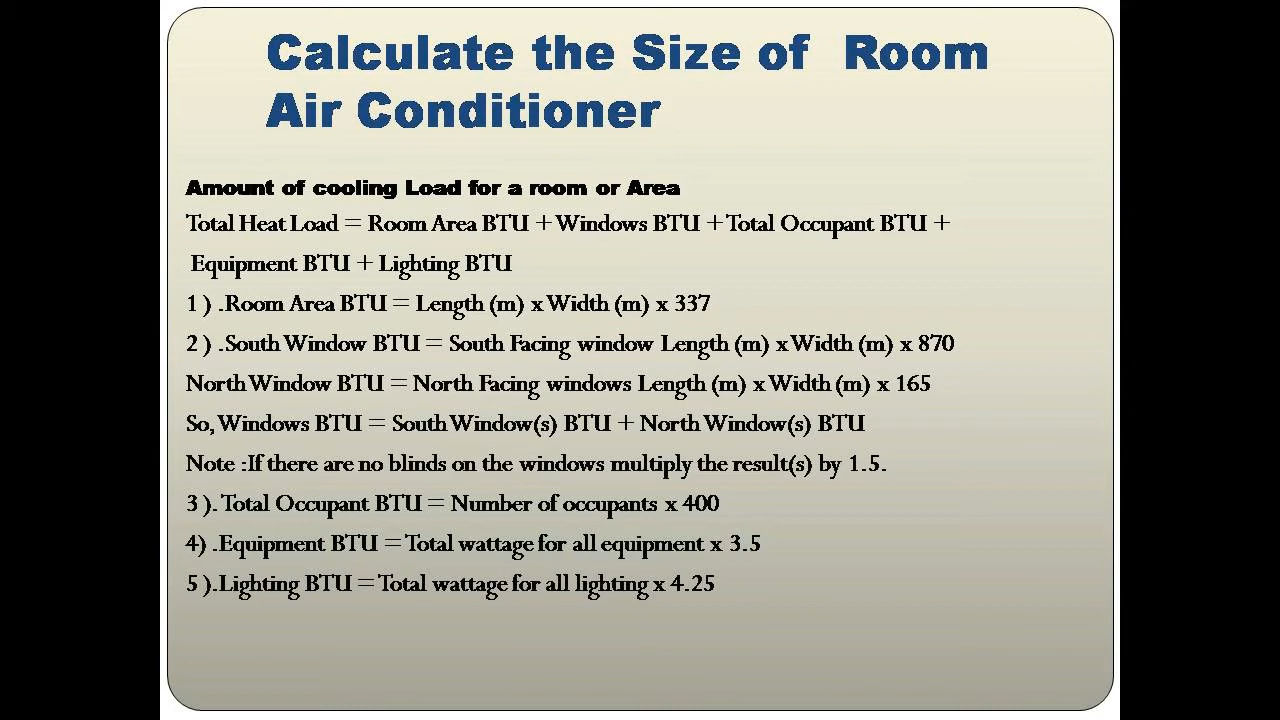 Calculate the Size of Room
Air Conditioner
Amount of cooling Load for a room or Area
Total Heat Load = Room Area BTU + Windows BTU + Total Occupant BTU +
Equipment BTU + Lighting BTU
1 ) .Room Area BTU = Length (m) x Width (m) x 337
2 ) .South Window BTU = South Facing window Length (m) x Width (m) x 870
North Window BTU = North Facing windows Length (m) x Width (m) x 165
So, Windows BTU = South Window(s) BTU + North Window(s) BTU
Note :If there are no blinds on the windows multiply the result(s) by 1.5.
3 ). Total Occupant BTU = Number of occupants x 400
4) .Equipment BTU = Total wattage for all equipment x 3.5
5 ).Lighting BTU = Total wattage for all lighting x 4.25